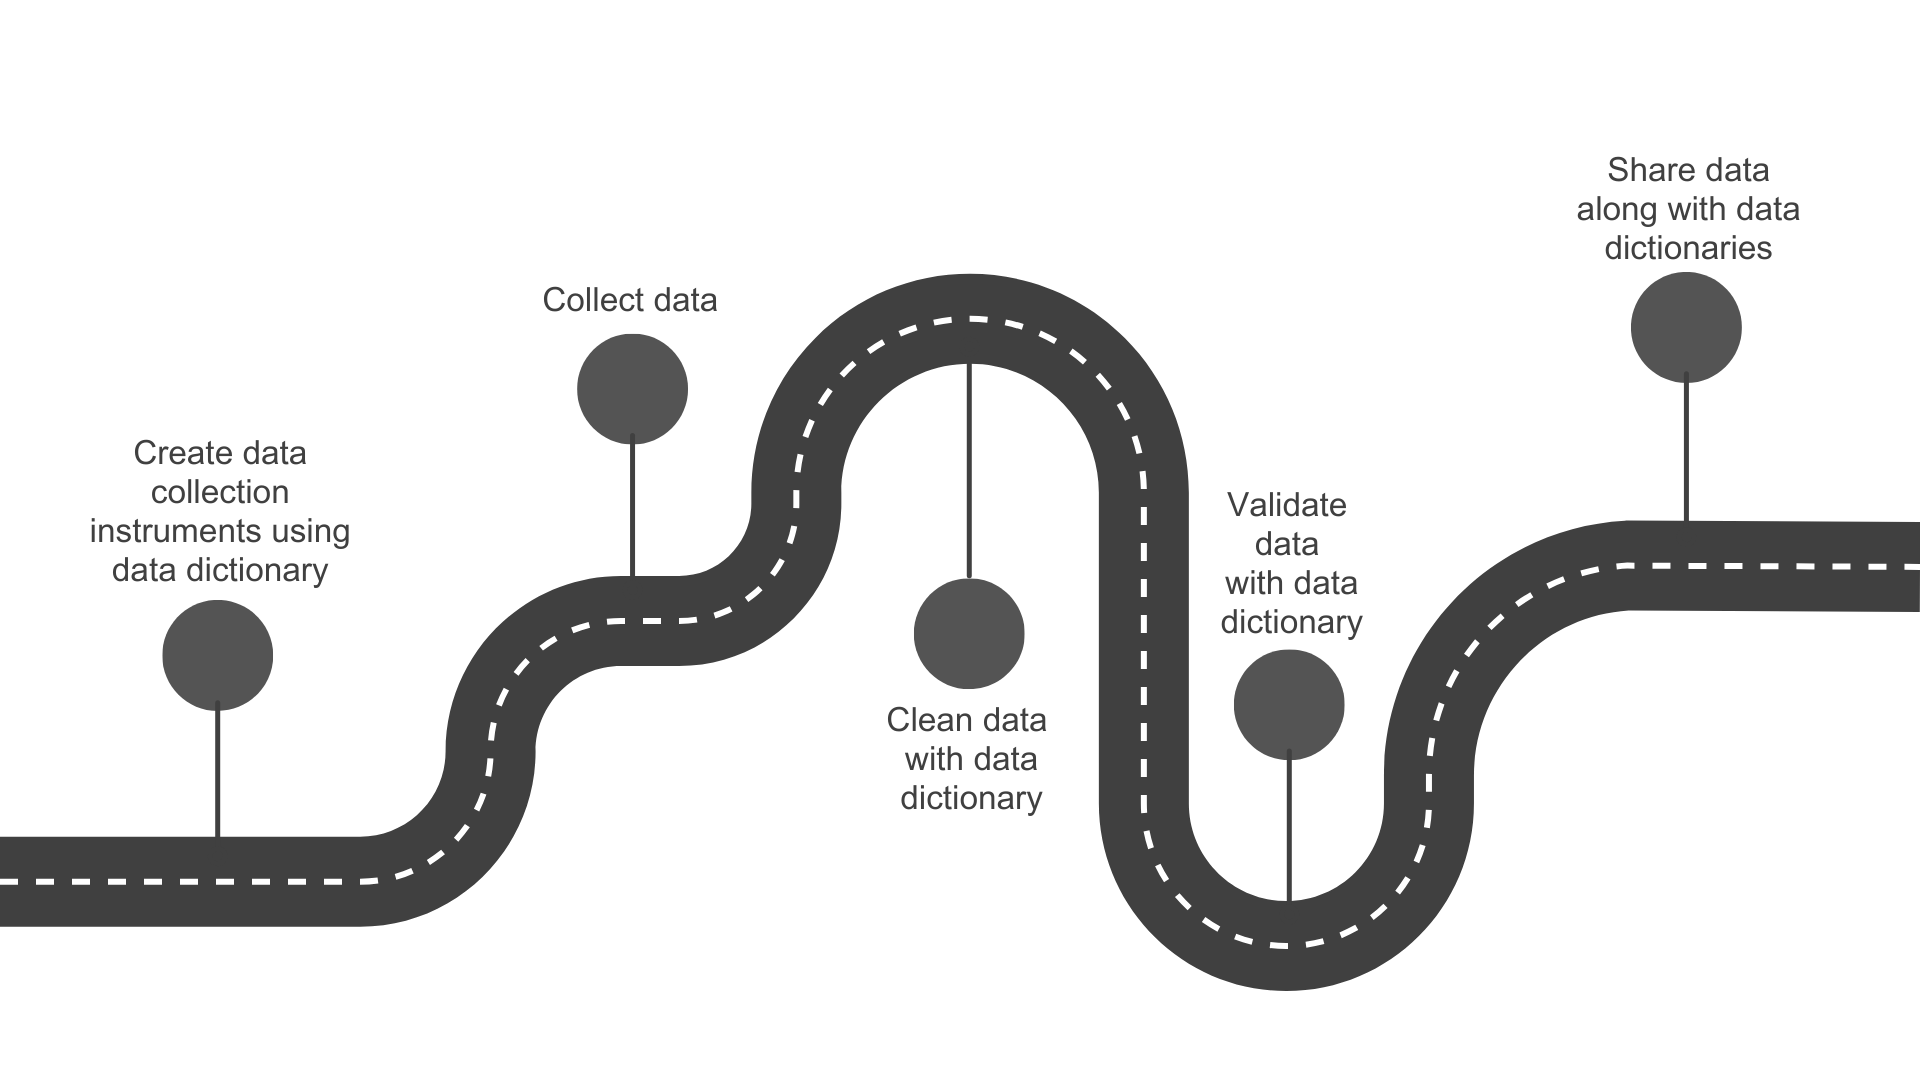 Create data
collection
instruments using
data dictionary
Collect data
Clean data
with data
dictionary
Validate
data
with data
dictionary
Share data
along with data
dictionaries